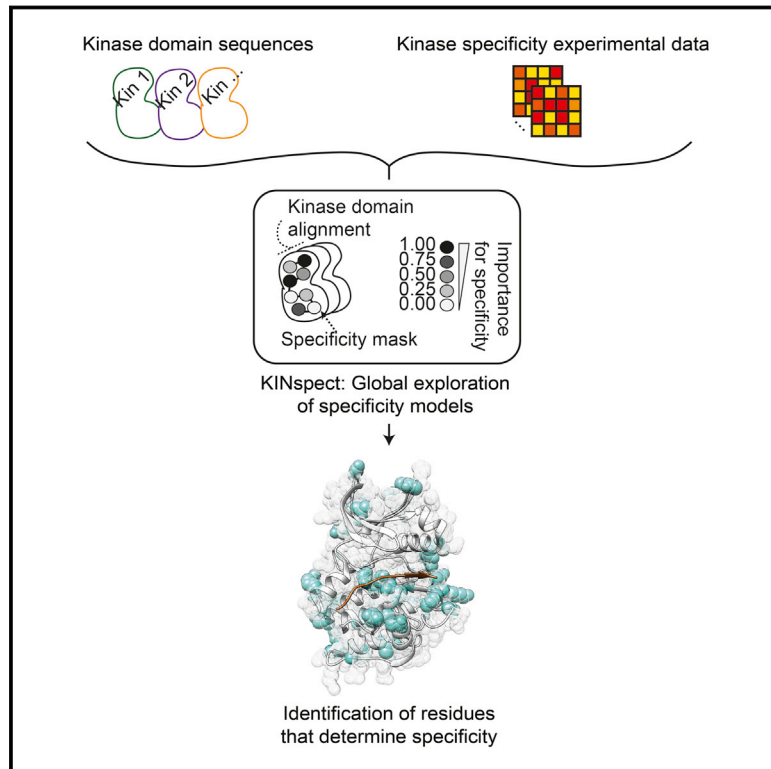 Kinase domain sequences
Kinase specificity experimental data
Kin 1
Kin 2
Kin ...
...
Kinase domain
alignment
1.00
0.75
0.50
0.25
0.00
Importance
for specificity
Specificity mask
KINspect: Global exploration
of specificity models
Identification of residues
that determine specificity